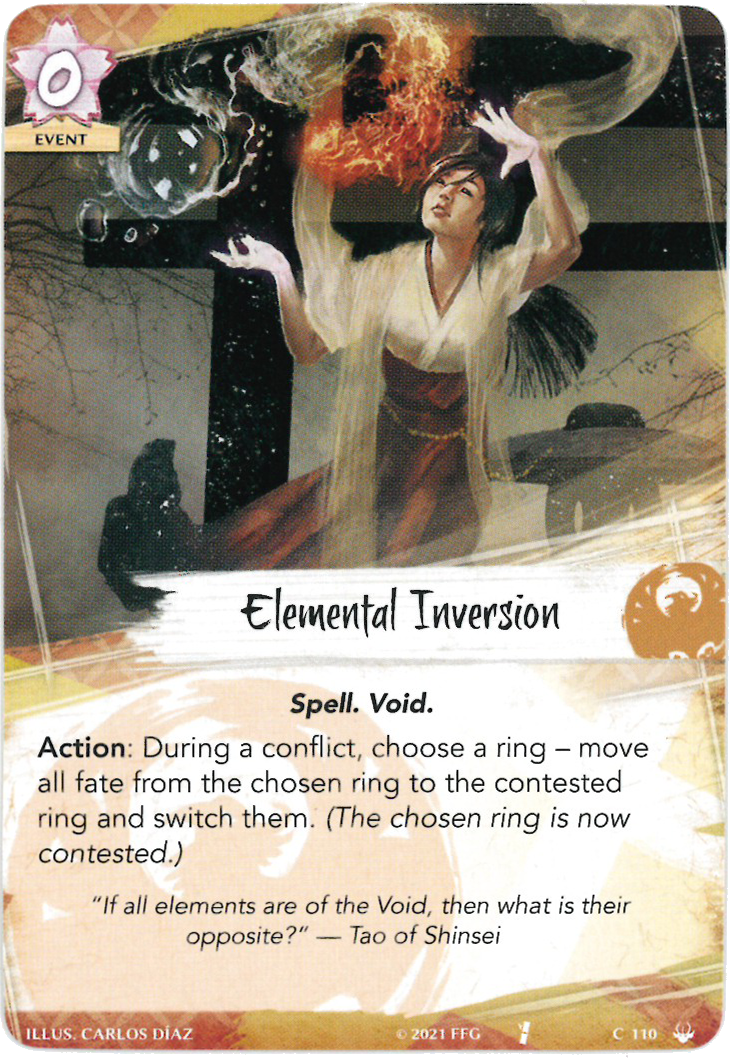 0
EVENT
Elemental Inversion
Spell. Void.
Action: During a conflict, choose a ring – move
all fate from the chosen ring to the contested
ring and switch them. (The chosen ring is now
contested.)
"If all elements are of the Void, then what is their
opposite?" — Tao of Shinsei
ILLUS. CARLOS DÍAZ
© 2021 FFG
C 110